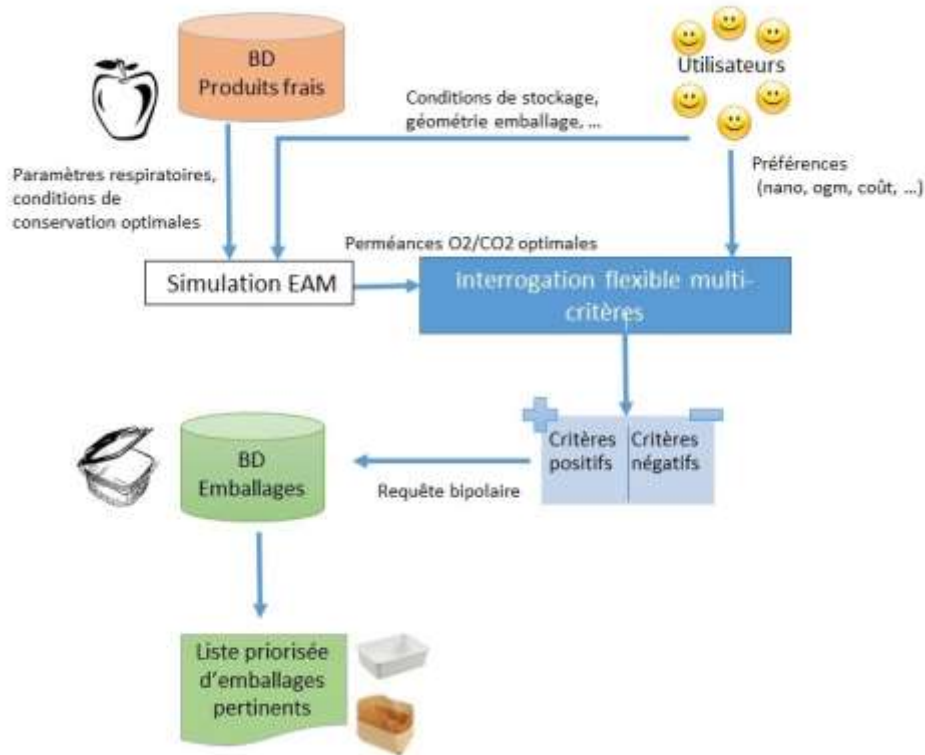 BD
Produits frais
Utilisateurs
Conditions de stockage,
géométrie emballage, ...
Paramètres respiratoires,
conditions de
conservation optimales
Préférences
(nano, ogm, coût, ...)
Perméances O2/CO2 optimales
Simulation EAM
Interrogation flexible multi-
critères
Critères
positifs
Critères
négatifs
BD
Emballages
Requête bipolaire
Liste priorisée
d'emballages
pertinents